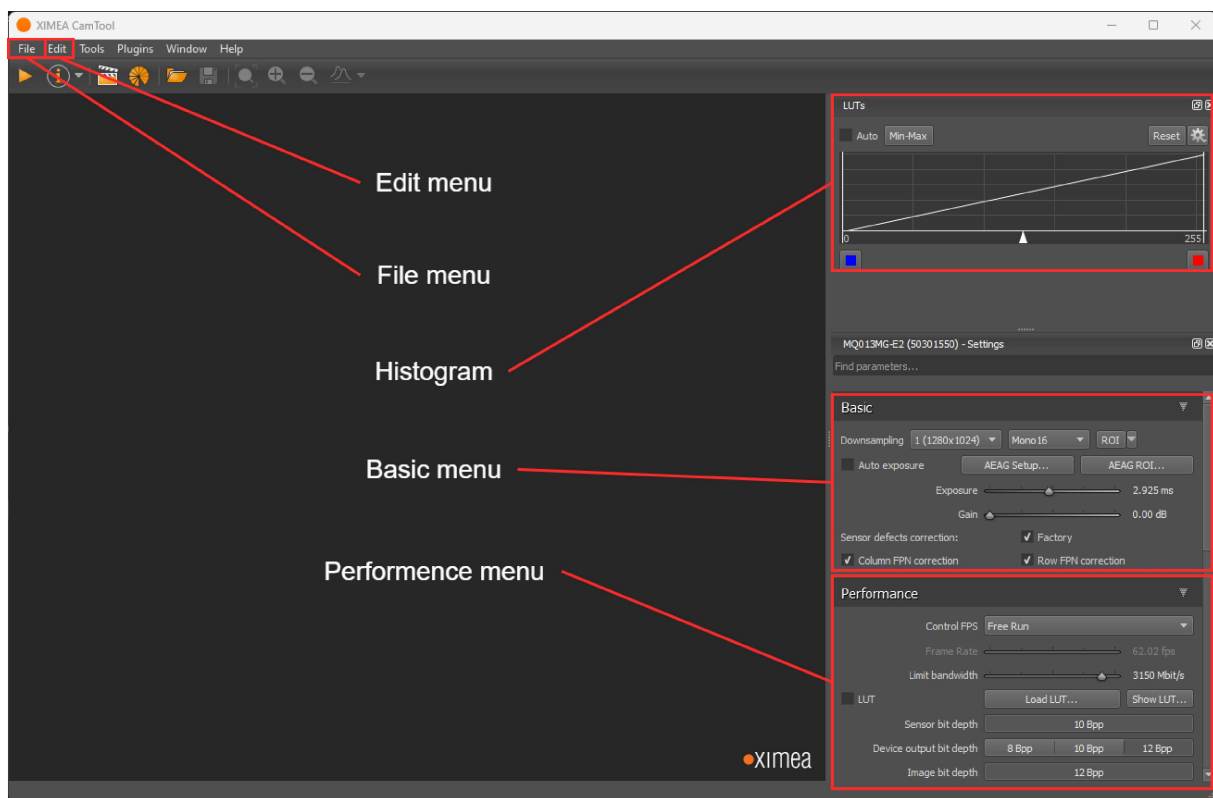 XIMEA CamTool
File Edit Tools Plugins Window Help
LUTs
Auto Min-Max Reset
0 255
Edit menu
File menu
Histogram
Basic menu
Performence menu
MQ013MG-E2 (50301550) - Settings
Find parameters...
Basic
Downsampling 1 (1280x1024) Mono16 ROI
Auto exposure AEAG Setup... AEAG ROI...
Exposure 2.925 ms
Gain 0.00 dB
Sensor defects correction: Factory
Column FPN correction Row FPN correction
Performance
Control FPS Free Run
Frame Rate 62.02 fps
Limit bandwidth 3150 Mbit/s
LUT Load LUT... Show LUT...
Sensor bit depth 10 Bpp
Device output bit depth 8 Bpp 10 Bpp 12 Bpp
Image bit depth 12 Bpp
ximea